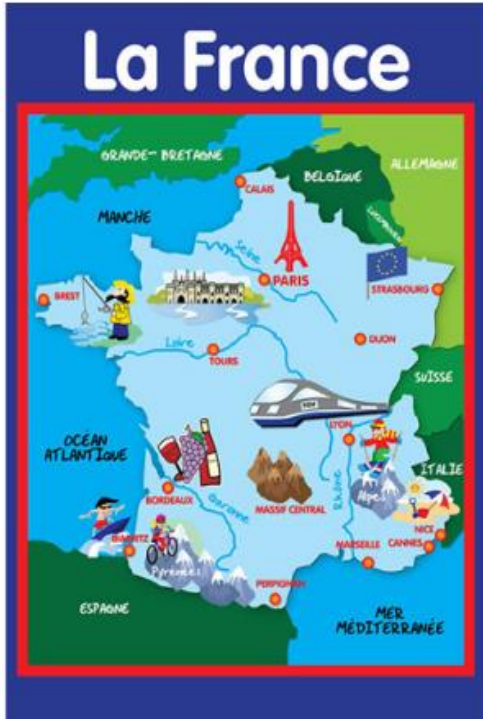 La France
GRANDE-BRETAGNE
ALLEMAGNE
BELGIQUE
CALAIS
LUXEMBOURG
MANCHE
Seine
PARIS
STRASBOURG
BREST
Loire
DIJON
TOURS
SUISSE
LYON
OCÉAN
ATLANTIQUE
ITALIE
Alpes
BORDEAUX
Garonne
MASSIF CENTRAL
Rhône
NICE
BIARRITZ
MARSEILLE
CANNES
Pyrénées
PERPIGNAN
ESPAGNE
MER
MÉDITERRANÉE